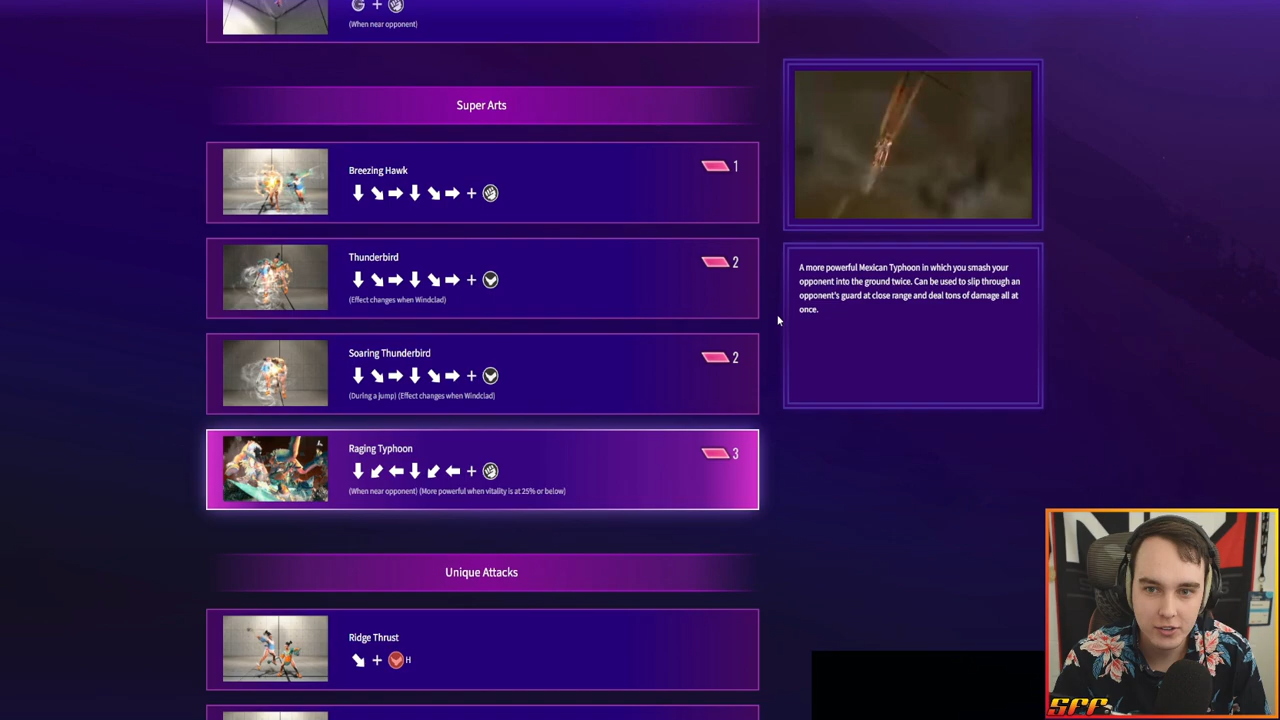 +
(When near opponent)
Super Arts
Breezing Hawk
1
+
Thunderbird
2
+
(Effect changes when Windclad)
Soaring Thunderbird
2
+
(During a jump) (Effect changes when Windclad)
Raging Typhoon
3
+
(When near opponent) (More powerful when vitality is at 25% or below)
Unique Attacks
Ridge Thrust
+ H
A more powerful Mexican Typhoon in which you smash your
opponent into the ground twice. Can be used to slip through an
opponent's guard at close range and deal tons of damage all at
once.
SFF